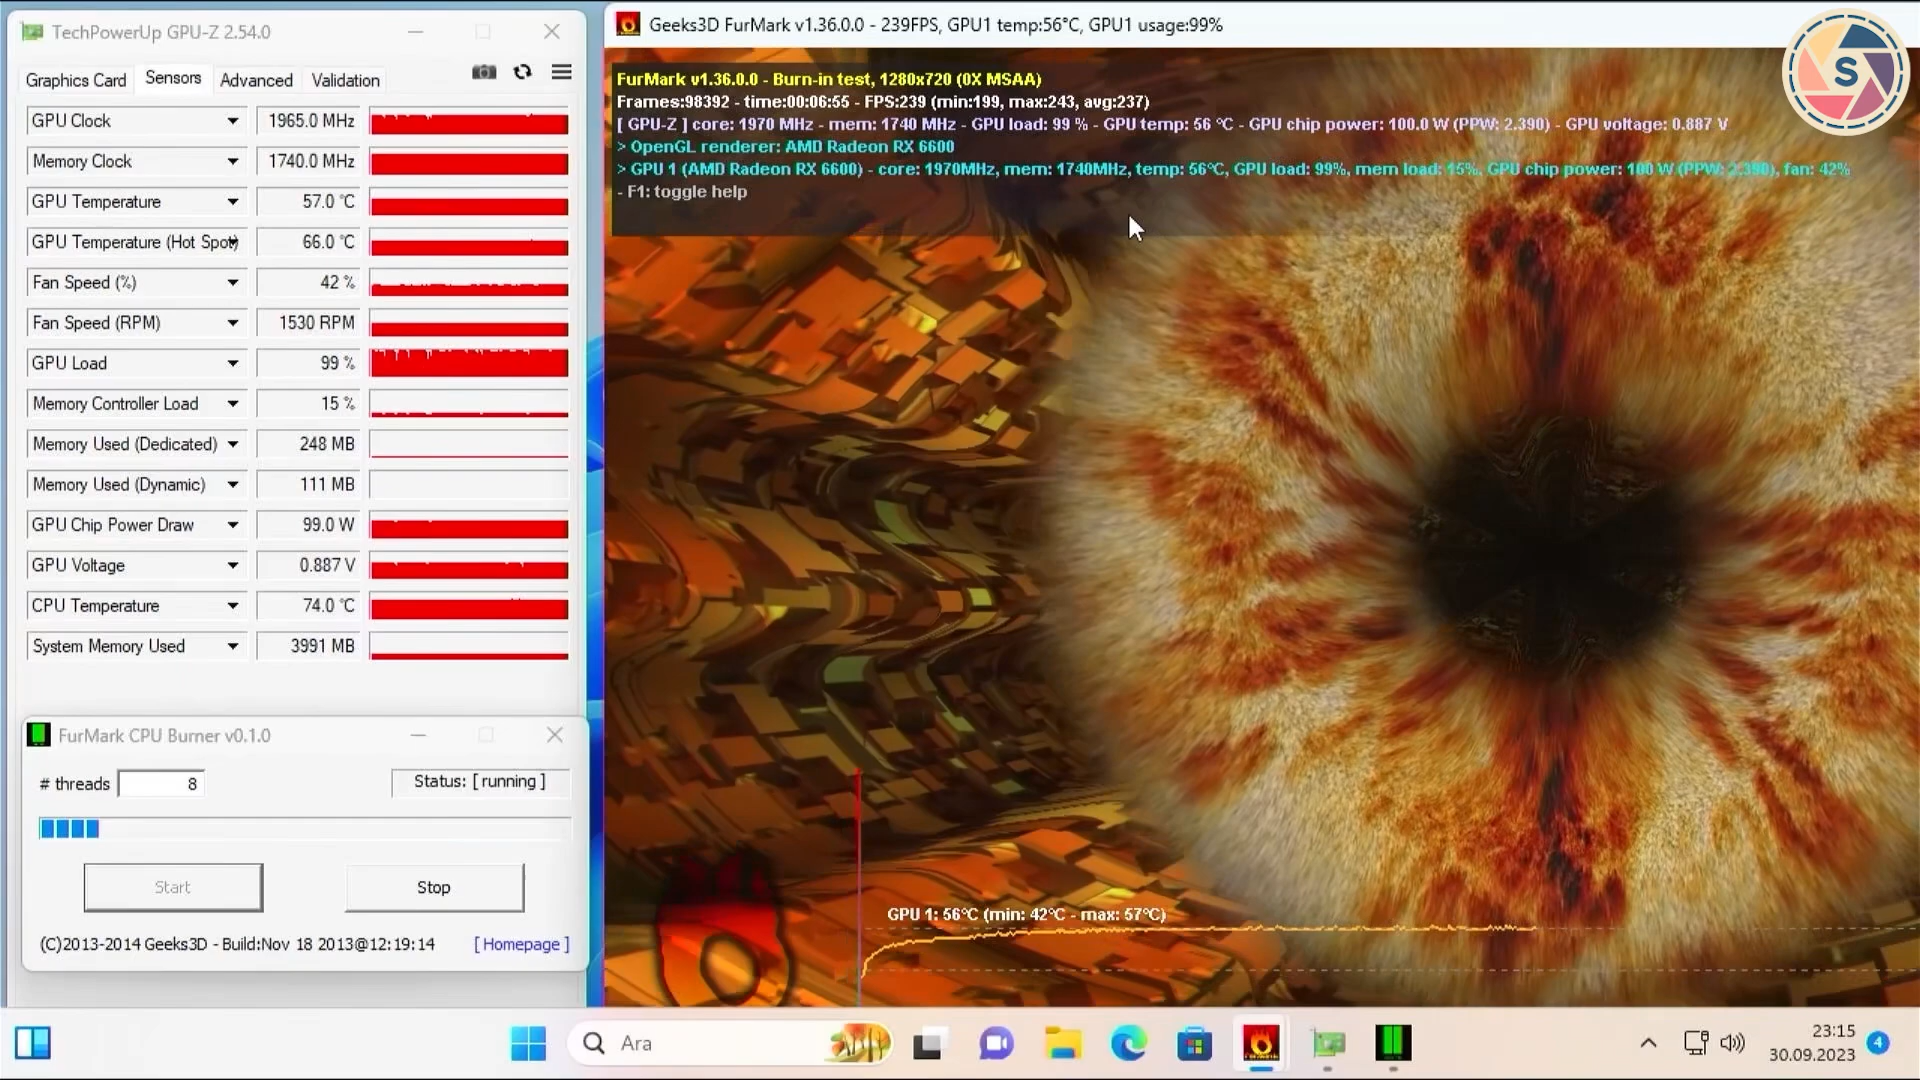 TechPowerUp GPU-Z 2.54.0
Graphics Card Sensors Advanced Validation
GPU Clock 1965.0 MHz
Memory Clock 1740.0 MHz
GPU Temperature 57.0 °C
GPU Temperature (Hot Spot) 66.0 °C
Fan Speed (%) 42 %
Fan Speed (RPM) 1530 RPM
GPU Load 99 %
Memory Controller Load 15 %
Memory Used (Dedicated) 248 MB
Memory Used (Dynamic) 111 MB
GPU Chip Power Draw 99.0 W
GPU Voltage 0.887 V
CPU Temperature 74.0 °C
System Memory Used 3991 MB
FurMark CPU Burner v0.1.0
# threads 8 Status: [ running ]
Start Stop
(C)2013-2014 Geeks3D - Build:Nov 18 2013@12:19:14 [ Homepage ]
Geeks3D FurMark v1.36.0.0 - 239FPS, GPU1 temp:56°C, GPU1 usage:99%
FurMark v1.36.0.0 - Burn-in test, 1280x720 (0X MSAA)
Frames:98392 - time:00:06:55 - FPS:239 (min:199, max:243, avg:237)
[ GPU-Z ] core: 1970 MHz - mem: 1740 MHz - GPU load: 99 % - GPU temp: 56 °C - GPU chip power: 100.0 W (PPW: 2.390) - GPU voltage: 0.887 V
> OpenGL renderer: AMD Radeon RX 6600
> GPU 1 (AMD Radeon RX 6600) - core: 1970MHz, mem: 1740MHz, temp: 56°C, GPU load: 99%, mem load: 15%, GPU chip power: 100 W (PPW: 2.390), fan: 42%
- F1: toggle help
S
GPU 1: 56°C (min: 42°C - max: 57°C)
Ara
23:15
30.09.2023 4